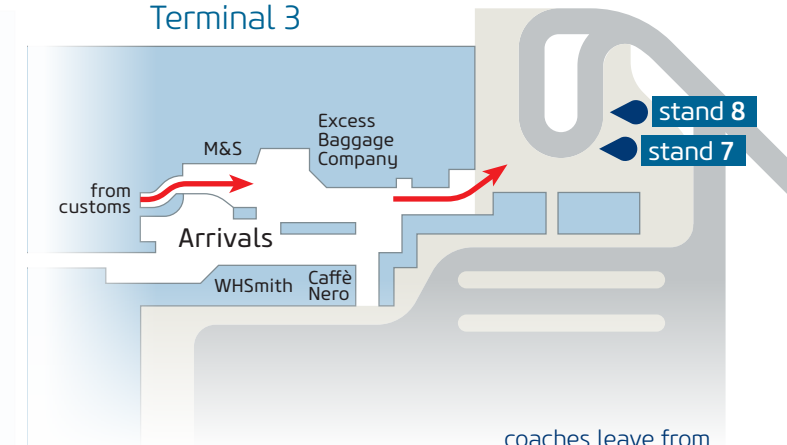 Terminal 3
stand 8
Excess
Baggage
Company
M&S
stand 7
from
customs
Arrivals
WHSmith
Caffè
Nero
coaches leave from